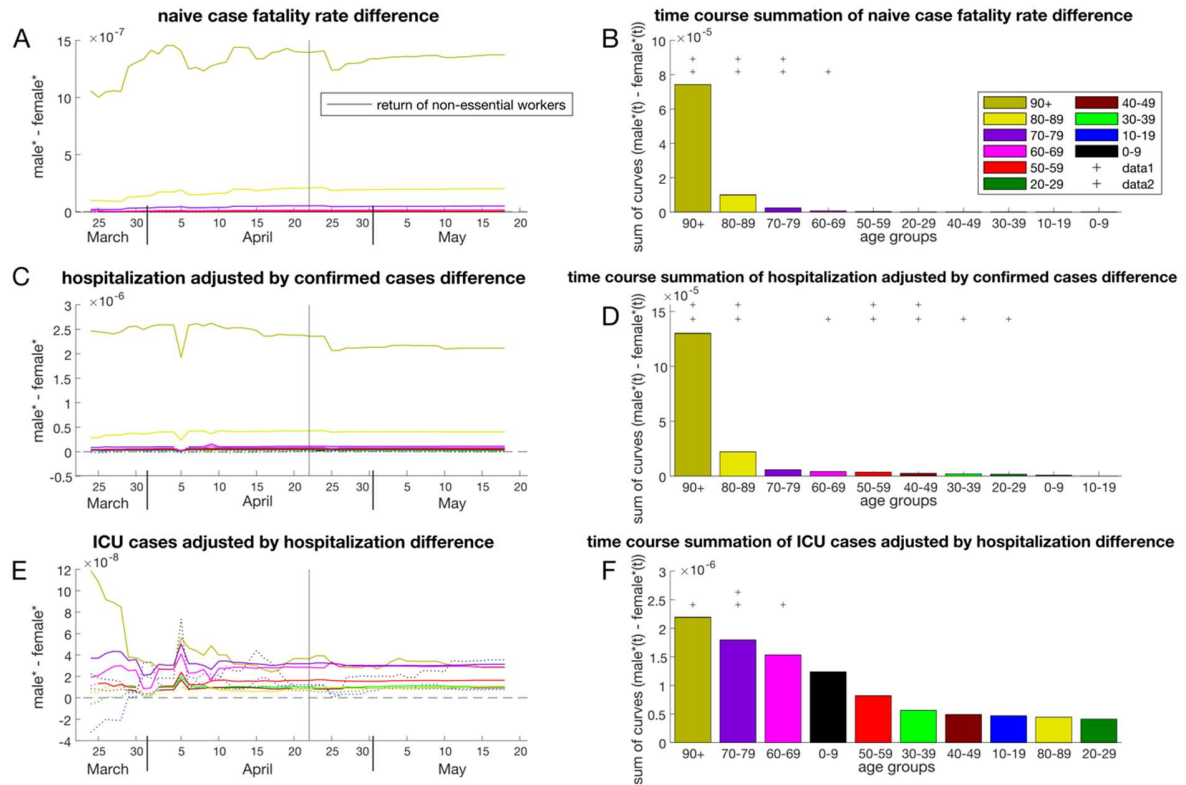 naive case fatality rate difference
A
×10⁻⁷
15
10
5
0
male* - female*
return of non-essential workers
25 30 5 10 15 20 25 30 5 10 15 20
March April May
time course summation of naive case fatality rate difference
B
×10⁻⁵
10
8
6
4
2
0
sum of curves (male*(t) - female*(t))
+ + +
+ + + +
90+ 40-49
80-89 30-39
70-79 10-19
60-69 0-9
50-59 + data1
20-29 + data2
90+ 80-89 70-79 60-69 50-59 20-29 40-49 30-39 10-19 0-9
age groups
hospitalization adjusted by confirmed cases difference
C
×10⁻⁶
3
2.5
2
1.5
1
0.5
0
-0.5
male* - female*
25 30 5 10 15 20 25 30 5 10 15 20
March April May
time course summation of hospitalization adjusted by confirmed cases difference
D
×10⁻⁵
15
10
5
0
sum of curves (male*(t) - female*(t))
+ + + +
+ + + + + + +
90+ 80-89 70-79 60-69 50-59 40-49 30-39 20-29 0-9 10-19
age groups
ICU cases adjusted by hospitalization difference
E
×10⁻⁸
12
10
8
6
4
2
0
-2
-4
male* - female*
25 30 5 10 15 20 25 30 5 10 15 20
March April May
time course summation of ICU cases adjusted by hospitalization difference
F
×10⁻⁶
3
2.5
2
1.5
1
0.5
0
sum of curves (male*(t) - female*(t))
+
+ + +
90+ 70-79 60-69 0-9 50-59 30-39 40-49 10-19 80-89 20-29
age groups